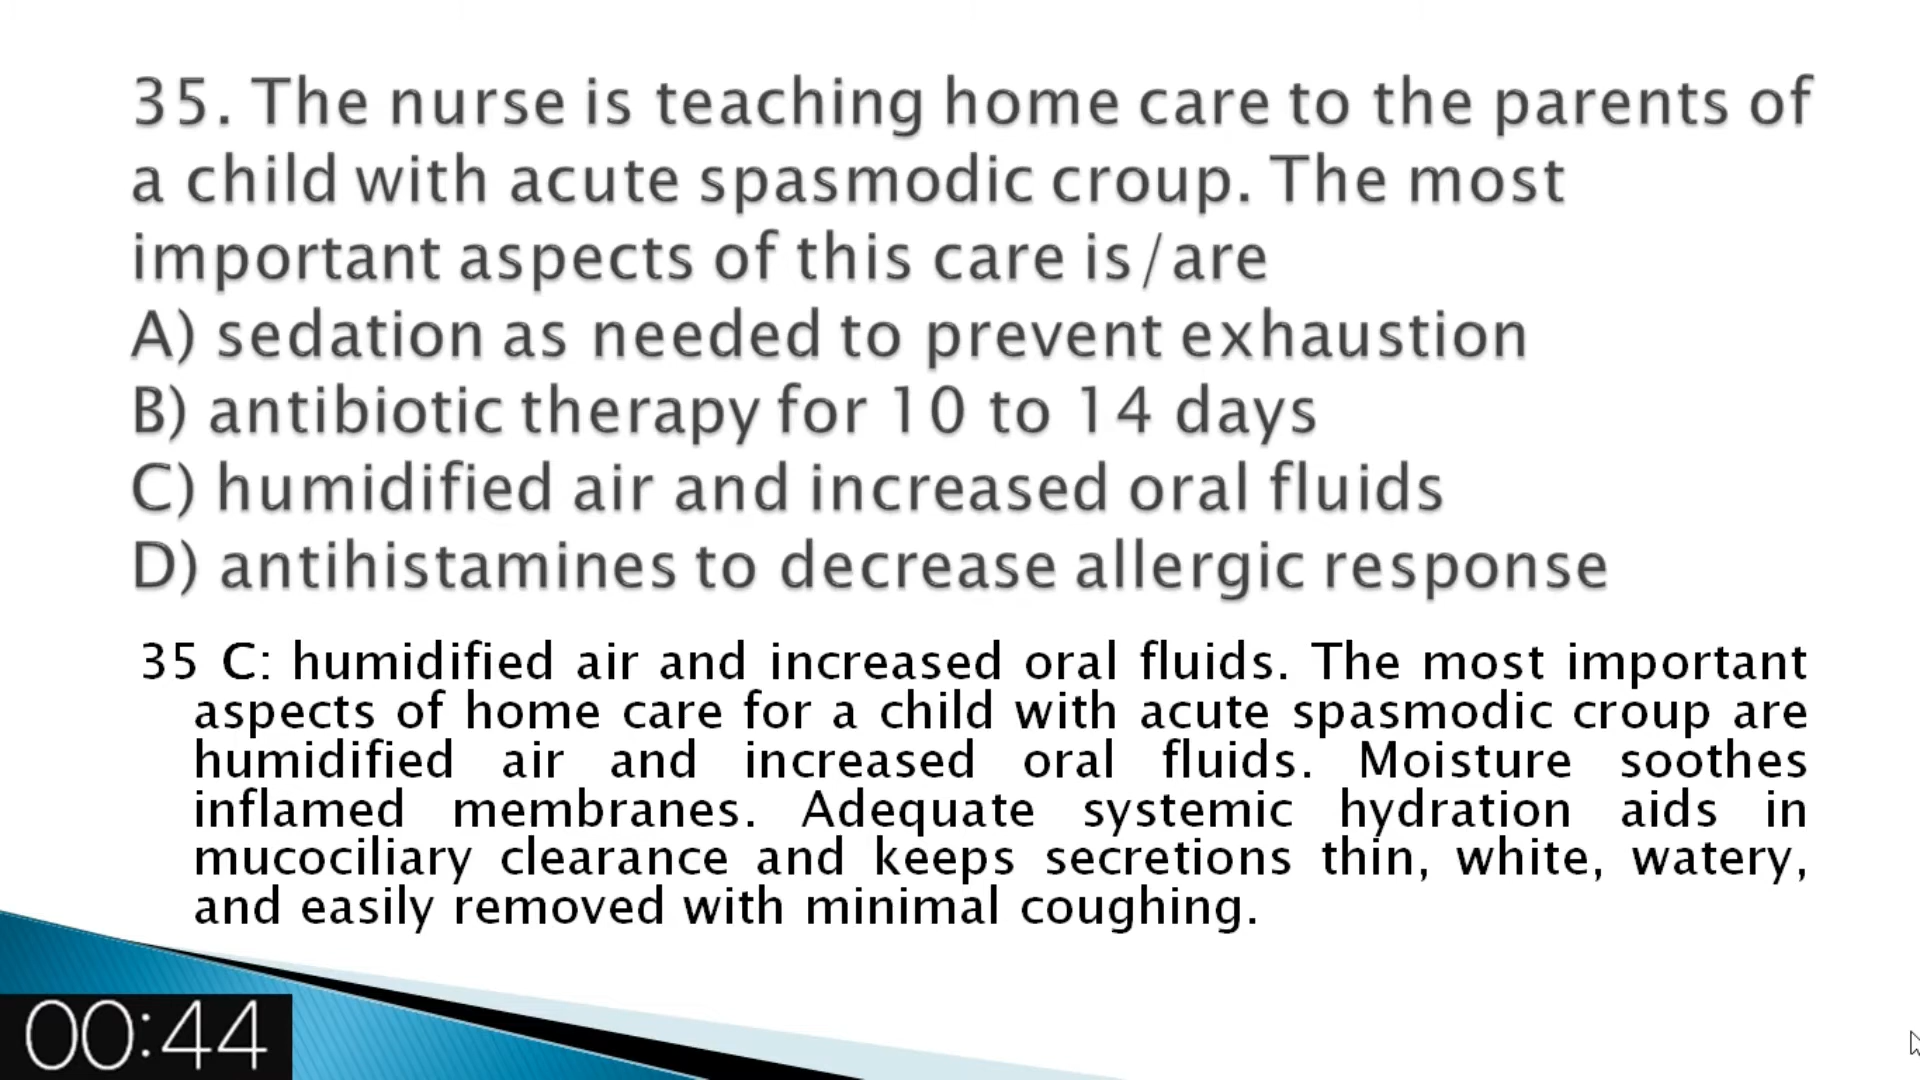 35. The nurse is teaching home care to the parents of
a child with acute spasmodic croup. The most
important aspects of this care is/are
A) sedation as needed to prevent exhaustion
B) antibiotic therapy for 10 to 14 days
C) humidified air and increased oral fluids
D) antihistamines to decrease allergic response
35 C: humidified air and increased oral fluids. The most important
aspects of home care for a child with acute spasmodic croup are
humidified air and increased oral fluids. Moisture soothes
inflamed membranes. Adequate systemic hydration aids in
mucociliary clearance and keeps secretions thin, white, watery,
and easily removed with minimal coughing.
00:44